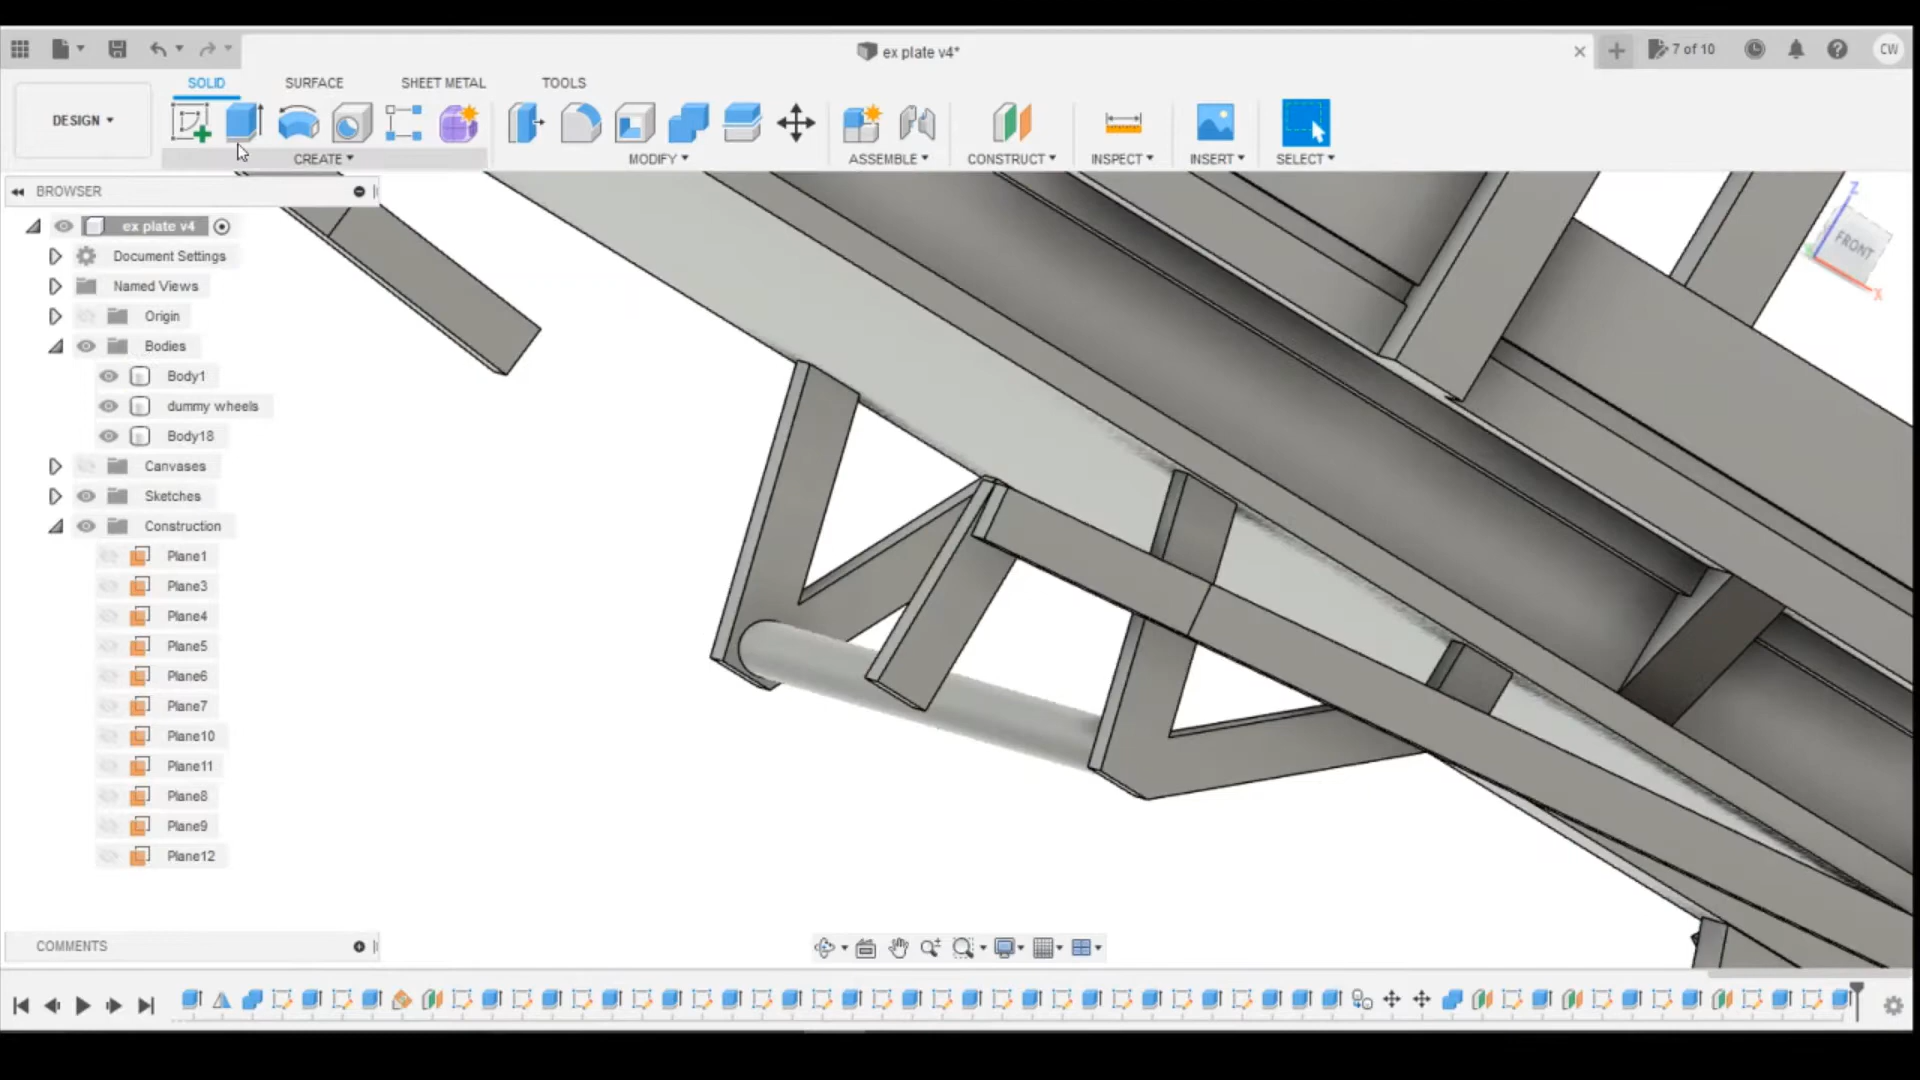 ex plate v4*
7 of 10
CW
SOLID
SURFACE
SHEET METAL
TOOLS
DESIGN
CREATE
MODIFY
ASSEMBLE
CONSTRUCT
INSPECT
INSERT
SELECT
BROWSER
ex plate v4
Document Settings
Named Views
Origin
Bodies
Body1
dummy wheels
Body18
Canvases
Sketches
Construction
Plane1
Plane3
Plane4
Plane5
Plane6
Plane7
Plane10
Plane11
Plane8
Plane9
Plane12
Z
FRONT
X
COMMENTS